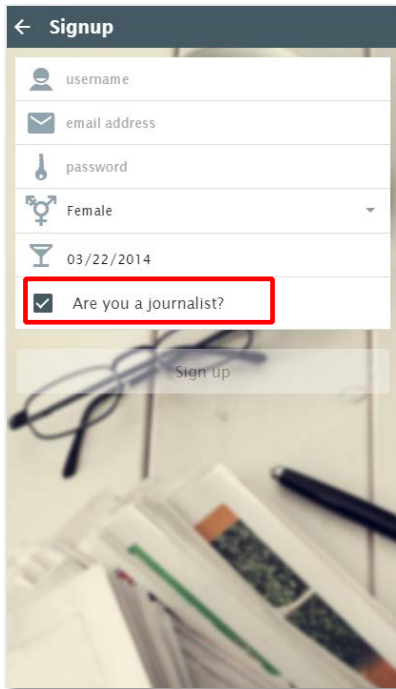 Signup
username
email address
password
Female
03/22/2014
Are you a journalist?
Sign up